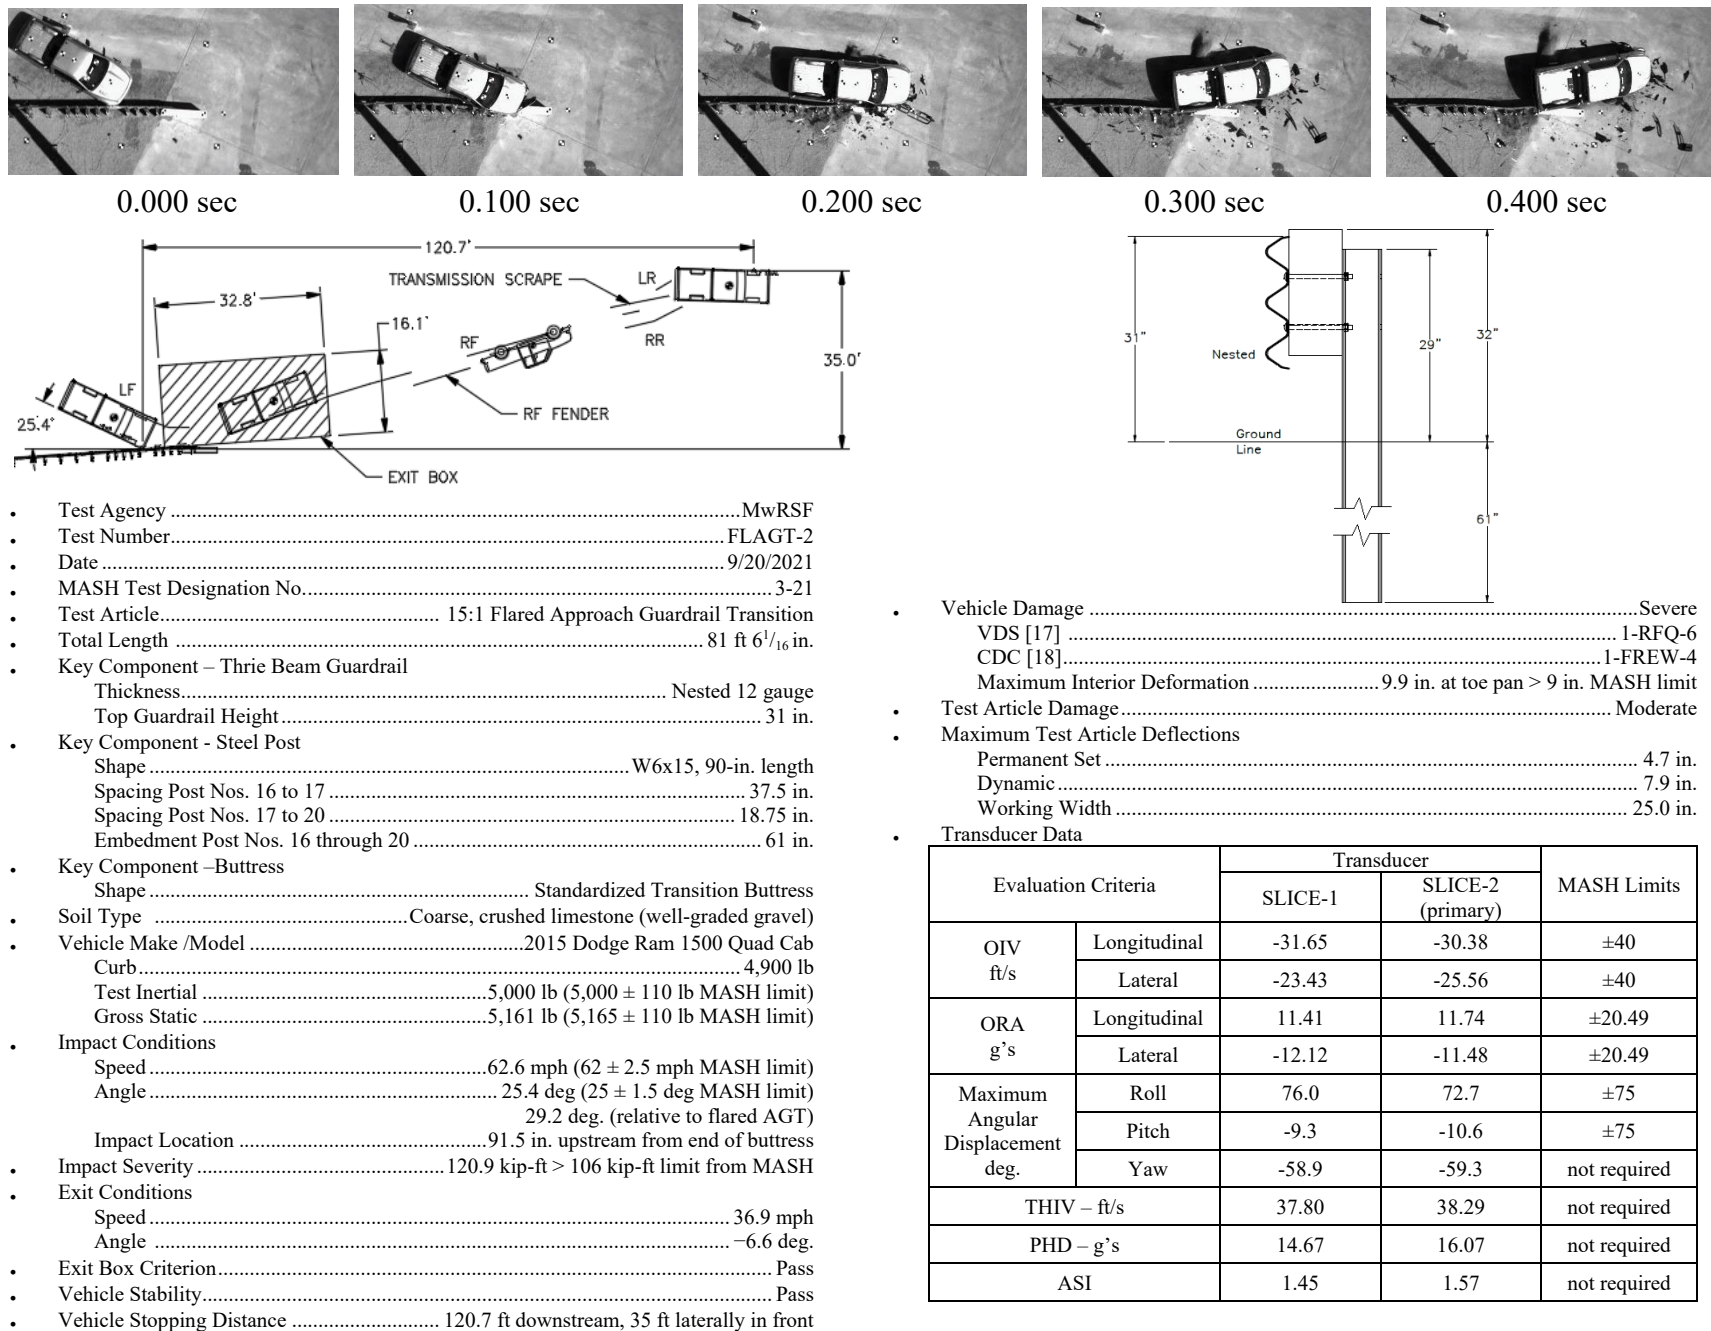 0.000 sec
0.100 sec
0.200 sec
0.300 sec
0.400 sec
120.7'
TRANSMISSION SCRAPE
LR
32.8'
16.1'
RF
RR
35.0'
LF
25.4°
RF FENDER
EXIT BOX
31"
Nested
29"
32"
Ground
Line
61"
• Test Agency ........ MwRSF
• Test Number........ FLAGT-2
• Date ........ 9/20/2021
• MASH Test Designation No........ 3-21
• Test Article........ 15:1 Flared Approach Guardrail Transition
• Total Length ........ 81 ft 6 1/16 in.
• Key Component – Thrie Beam Guardrail
Thickness........ Nested 12 gauge
Top Guardrail Height ........ 31 in.
• Key Component - Steel Post
Shape ........ W6x15, 90-in. length
Spacing Post Nos. 16 to 17 ........ 37.5 in.
Spacing Post Nos. 17 to 20 ........ 18.75 in.
Embedment Post Nos. 16 through 20 ........ 61 in.
• Key Component –Buttress
Shape ........ Standardized Transition Buttress
• Soil Type ........ Coarse, crushed limestone (well-graded gravel)
• Vehicle Make /Model ........ 2015 Dodge Ram 1500 Quad Cab
Curb ........ 4,900 lb
Test Inertial ........ 5,000 lb (5,000 ± 110 lb MASH limit)
Gross Static ........ 5,161 lb (5,165 ± 110 lb MASH limit)
• Impact Conditions
Speed ........ 62.6 mph (62 ± 2.5 mph MASH limit)
Angle ........ 25.4 deg (25 ± 1.5 deg MASH limit)
29.2 deg. (relative to flared AGT)
Impact Location ........ 91.5 in. upstream from end of buttress
• Impact Severity ........ 120.9 kip-ft > 106 kip-ft limit from MASH
• Exit Conditions
Speed ........ 36.9 mph
Angle ........ −6.6 deg.
• Exit Box Criterion ........ Pass
• Vehicle Stability ........ Pass
• Vehicle Stopping Distance ........ 120.7 ft downstream, 35 ft laterally in front
• Vehicle Damage ........ Severe
VDS [17] ........ 1-RFQ-6
CDC [18] ........ 1-FREW-4
Maximum Interior Deformation ........ 9.9 in. at toe pan > 9 in. MASH limit
• Test Article Damage ........ Moderate
• Maximum Test Article Deflections
Permanent Set ........ 4.7 in.
Dynamic ........ 7.9 in.
Working Width ........ 25.0 in.
• Transducer Data
Evaluation Criteria Transducer MASH Limits
SLICE-1 SLICE-2
(primary)
OIV
ft/s
Longitudinal -31.65 -30.38 ±40
Lateral -23.43 -25.56 ±40
ORA
g’s
Longitudinal 11.41 11.74 ±20.49
Lateral -12.12 -11.48 ±20.49
Maximum
Angular
Displacement
deg.
Roll 76.0 72.7 ±75
Pitch -9.3 -10.6 ±75
Yaw -58.9 -59.3 not required
THIV – ft/s 37.80 38.29 not required
PHD – g’s 14.67 16.07 not required
ASI 1.45 1.57 not required